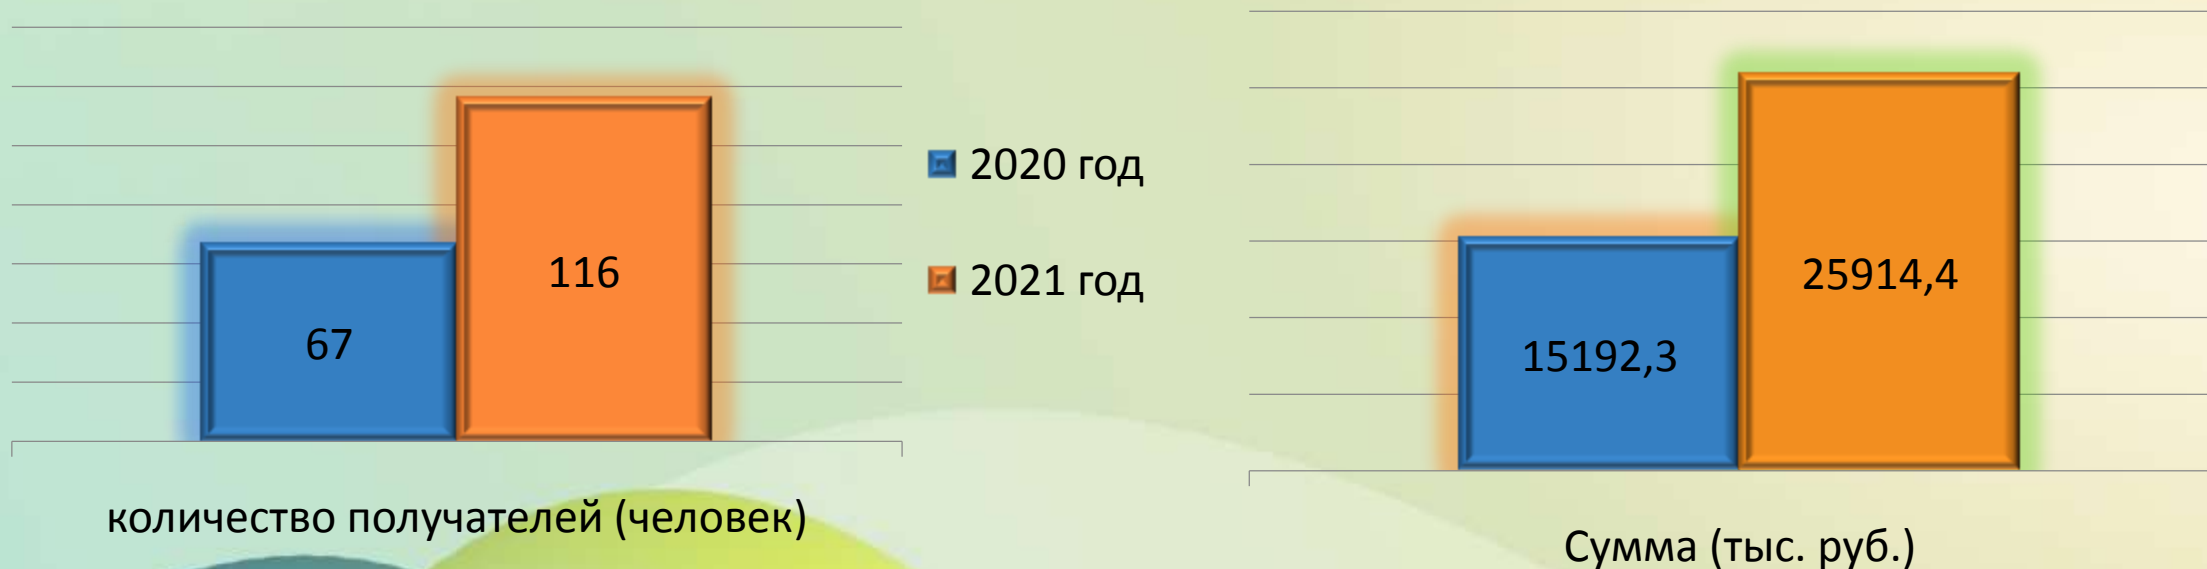 67
116
количество получателей (человек)
2020 год
2021 год
15192,3
25914,4
Сумма (тыс. руб.)